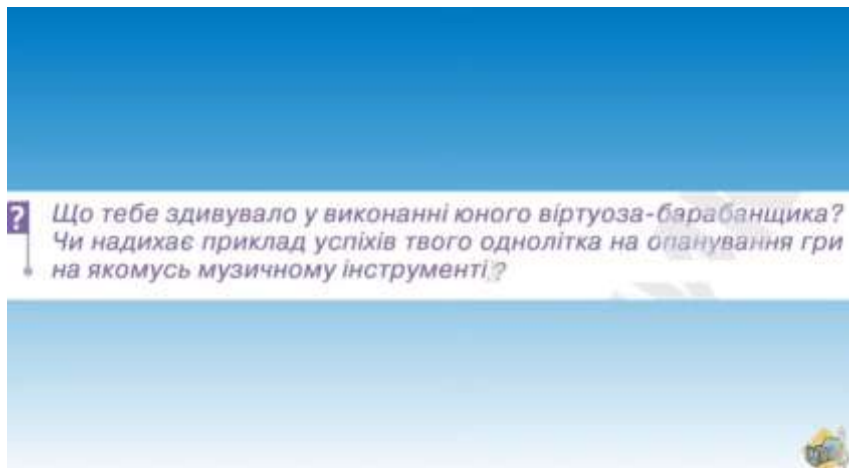 ?
Що тебе здивувало у виконанні юного віртуоза-барабанщика?
Чи надихає приклад успіхів твого однолітка на опанування гри
на якомусь музичному інструменті?